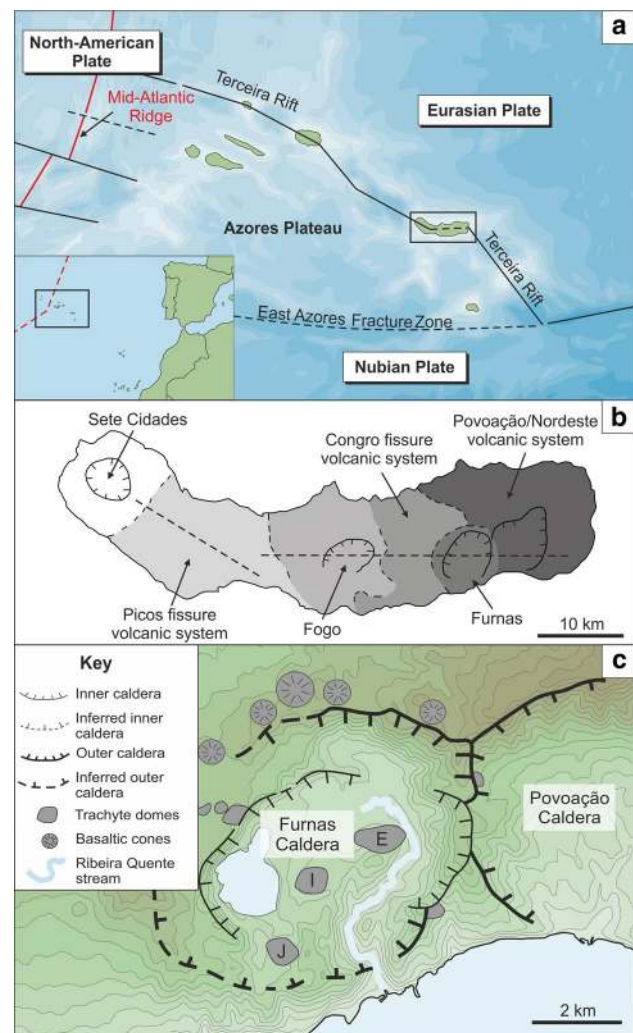 a
North-American
Plate
Mid-Atlantic
Ridge
Terceira Rift
Eurasian Plate
Azores Plateau
Terceira Rift
East Azores Fracture Zone
Nubian Plate
b
Sete Cidades
Congro fissure
volcanic system
Povoação/Nordeste
volcanic system
Picos fissure
volcanic system
Fogo
Furnas
10 km
c
Key
Inner caldera
Inferred inner
caldera
Outer caldera
Inferred outer
caldera
Trachyte domes
Basaltic cones
Ribeira Quente
stream
Furnas
Caldera
E
I
J
Povoação
Caldera
2 km